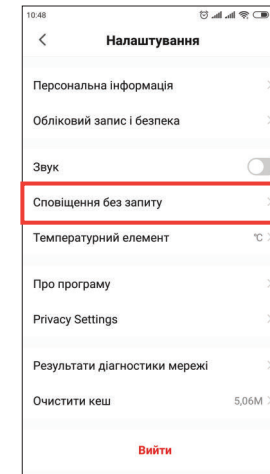 10:48
Налаштування
Персональна інформація
Обліковий запис і безпека
Звук
Сповіщення без запиту
Температурний елемент °C
Про програму
Privacy Settings
Результати діагностики мережі
Очистити кеш 5,06M
Вийти